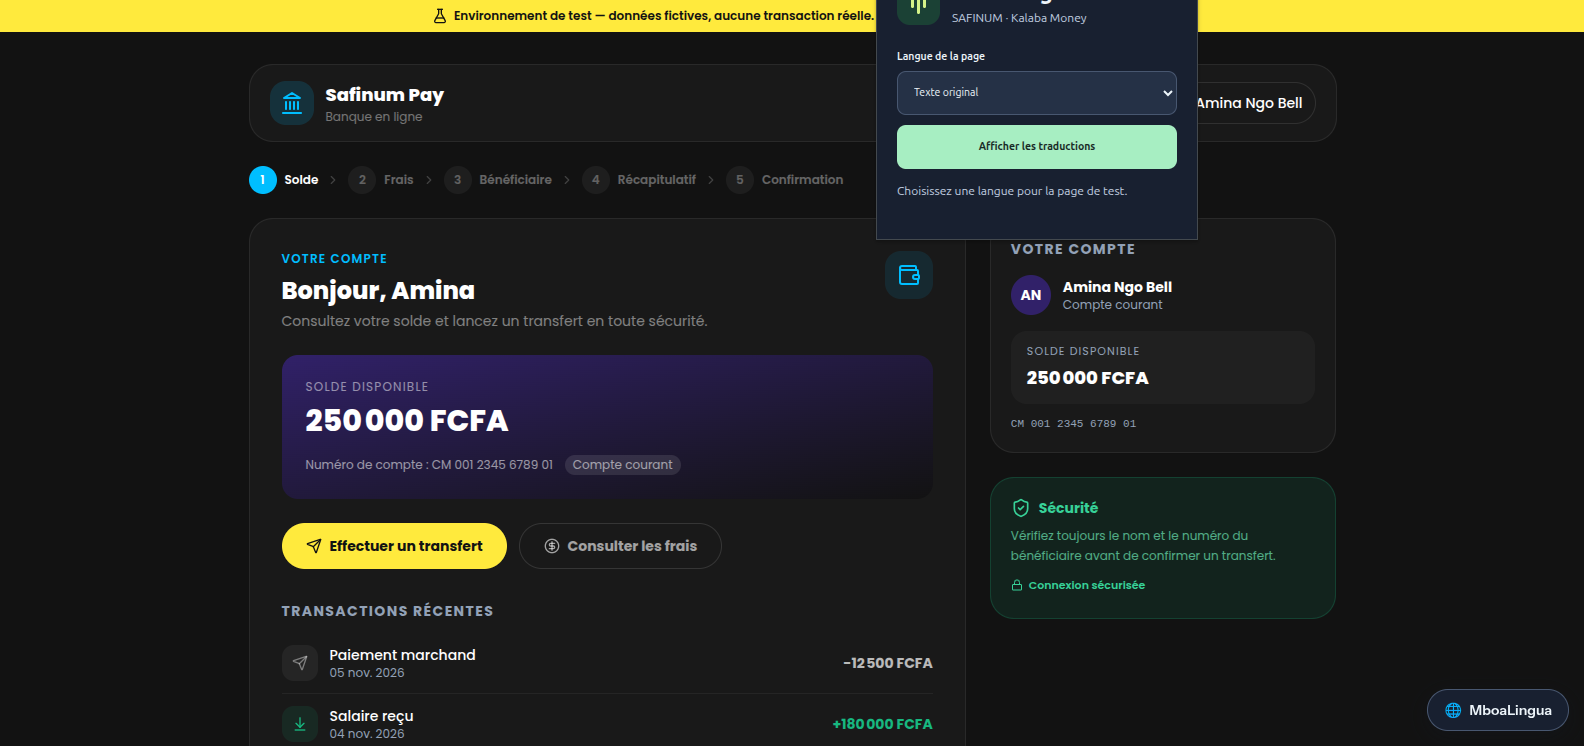 Environnement de test — données fictives, aucune transaction réelle.
SAFINUM · Kalaba Money
Langue de la page
Texte original
Afficher les traductions
Choisissez une langue pour la page de test.
Safinum Pay
Banque en ligne
Amina Ngo Bell
1 Solde 2 Frais 3 Bénéficiaire 4 Récapitulatif 5 Confirmation
VOTRE COMPTE
Bonjour, Amina
Consultez votre solde et lancez un transfert en toute sécurité.
SOLDE DISPONIBLE
250 000 FCFA
Numéro de compte : CM 001 2345 6789 01 Compte courant
Effectuer un transfert Consulter les frais
TRANSACTIONS RÉCENTES
Paiement marchand
05 nov. 2026
-12 500 FCFA
Salaire reçu
04 nov. 2026
+180 000 FCFA
VOTRE COMPTE
AN
Amina Ngo Bell
Compte courant
SOLDE DISPONIBLE
250 000 FCFA
CM 001 2345 6789 01
Sécurité
Vérifiez toujours le nom et le numéro du
bénéficiaire avant de confirmer un transfert.
Connexion sécurisée
MboaLingua